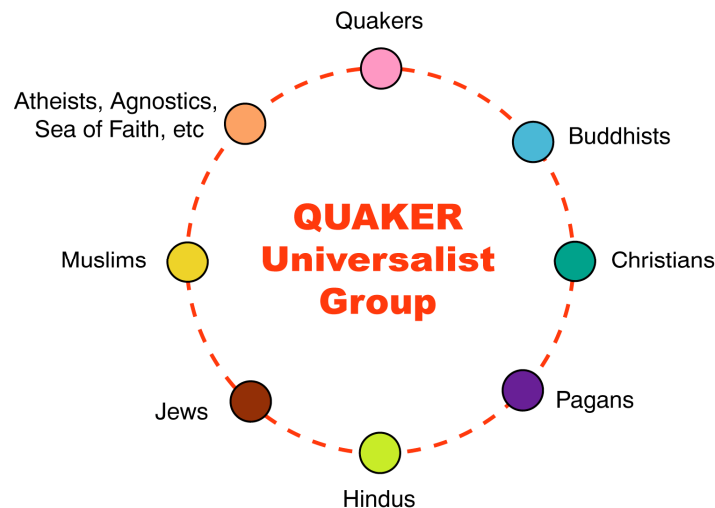 Quakers
Atheists, Agnostics,
Sea of Faith, etc
Buddhists
QUAKER
Universalist
Group
Muslims
Christians
Jews
Pagans
Hindus